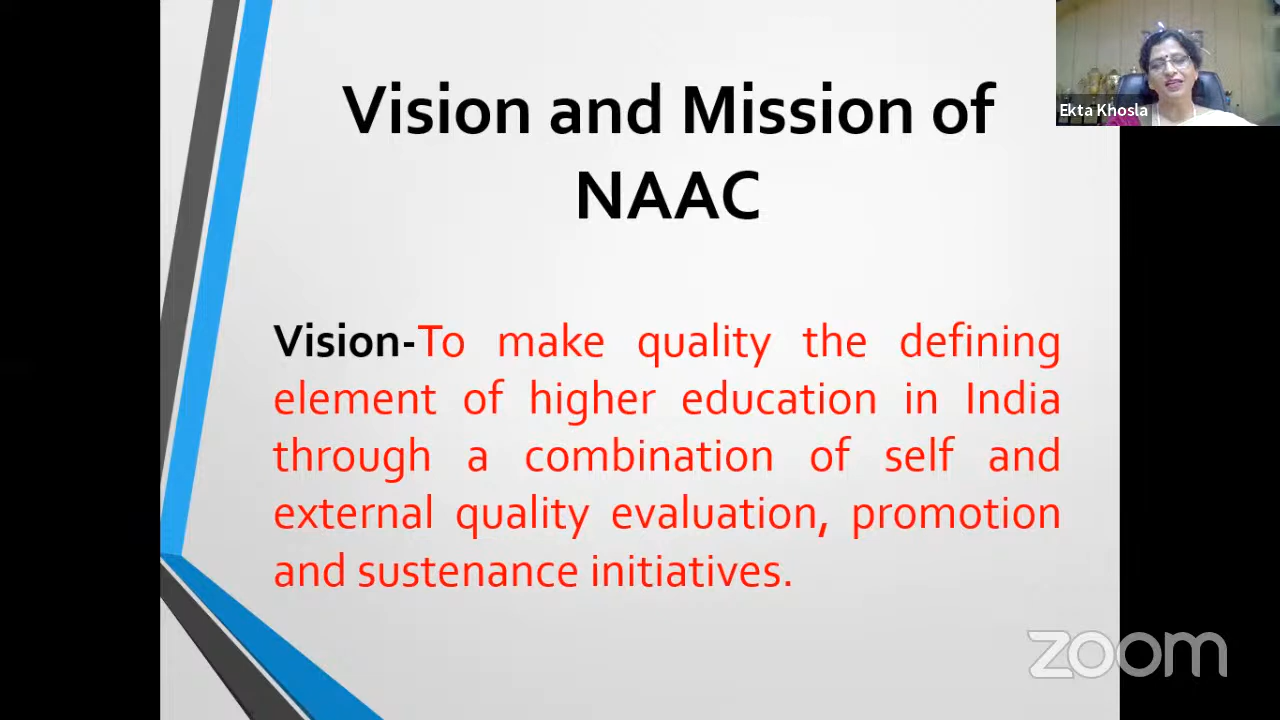 Vision and Mission of
NAAC
Ekta Khosla
Vision-To make quality the defining
element of higher education in India
through a combination of self and
external quality evaluation, promotion
and sustenance initiatives.
zoom